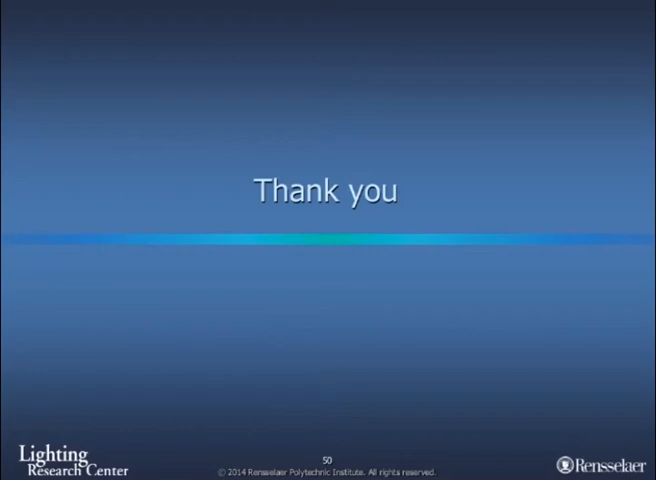 Thank you
Lighting
Research Center
50
© 2014 Rensselaer Polytechnic Institute. All rights reserved.
Rensselaer